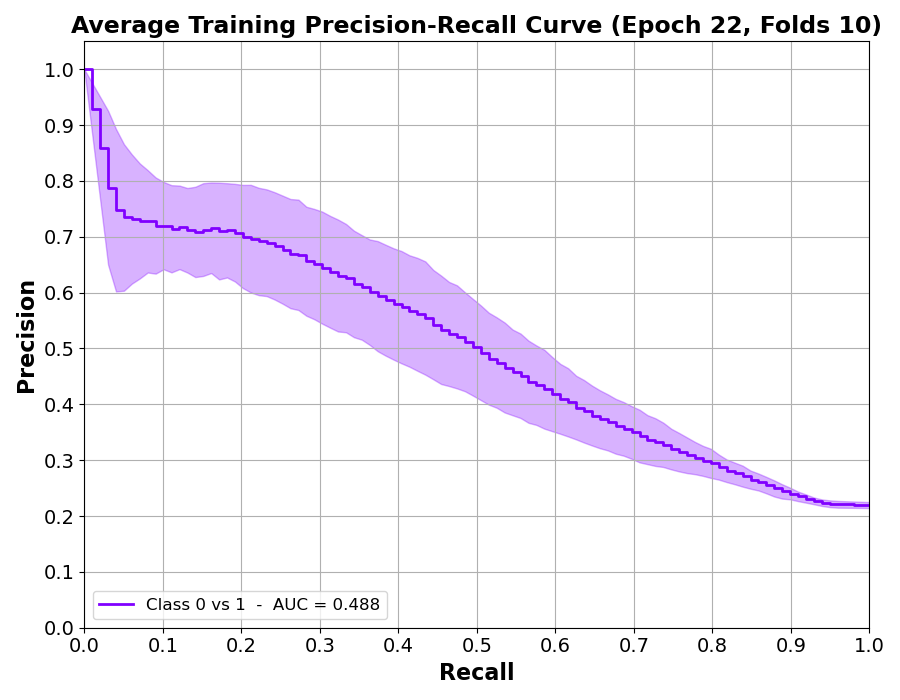 Average Training Precision-Recall Curve (Epoch 22, Folds 10)
Precision
1.0
0.9
0.8
0.7
0.6
0.5
0.4
0.3
0.2
0.1
0.0
Class 0 vs 1  -  AUC = 0.488
0.0 0.1 0.2 0.3 0.4 0.5 0.6 0.7 0.8 0.9 1.0
Recall